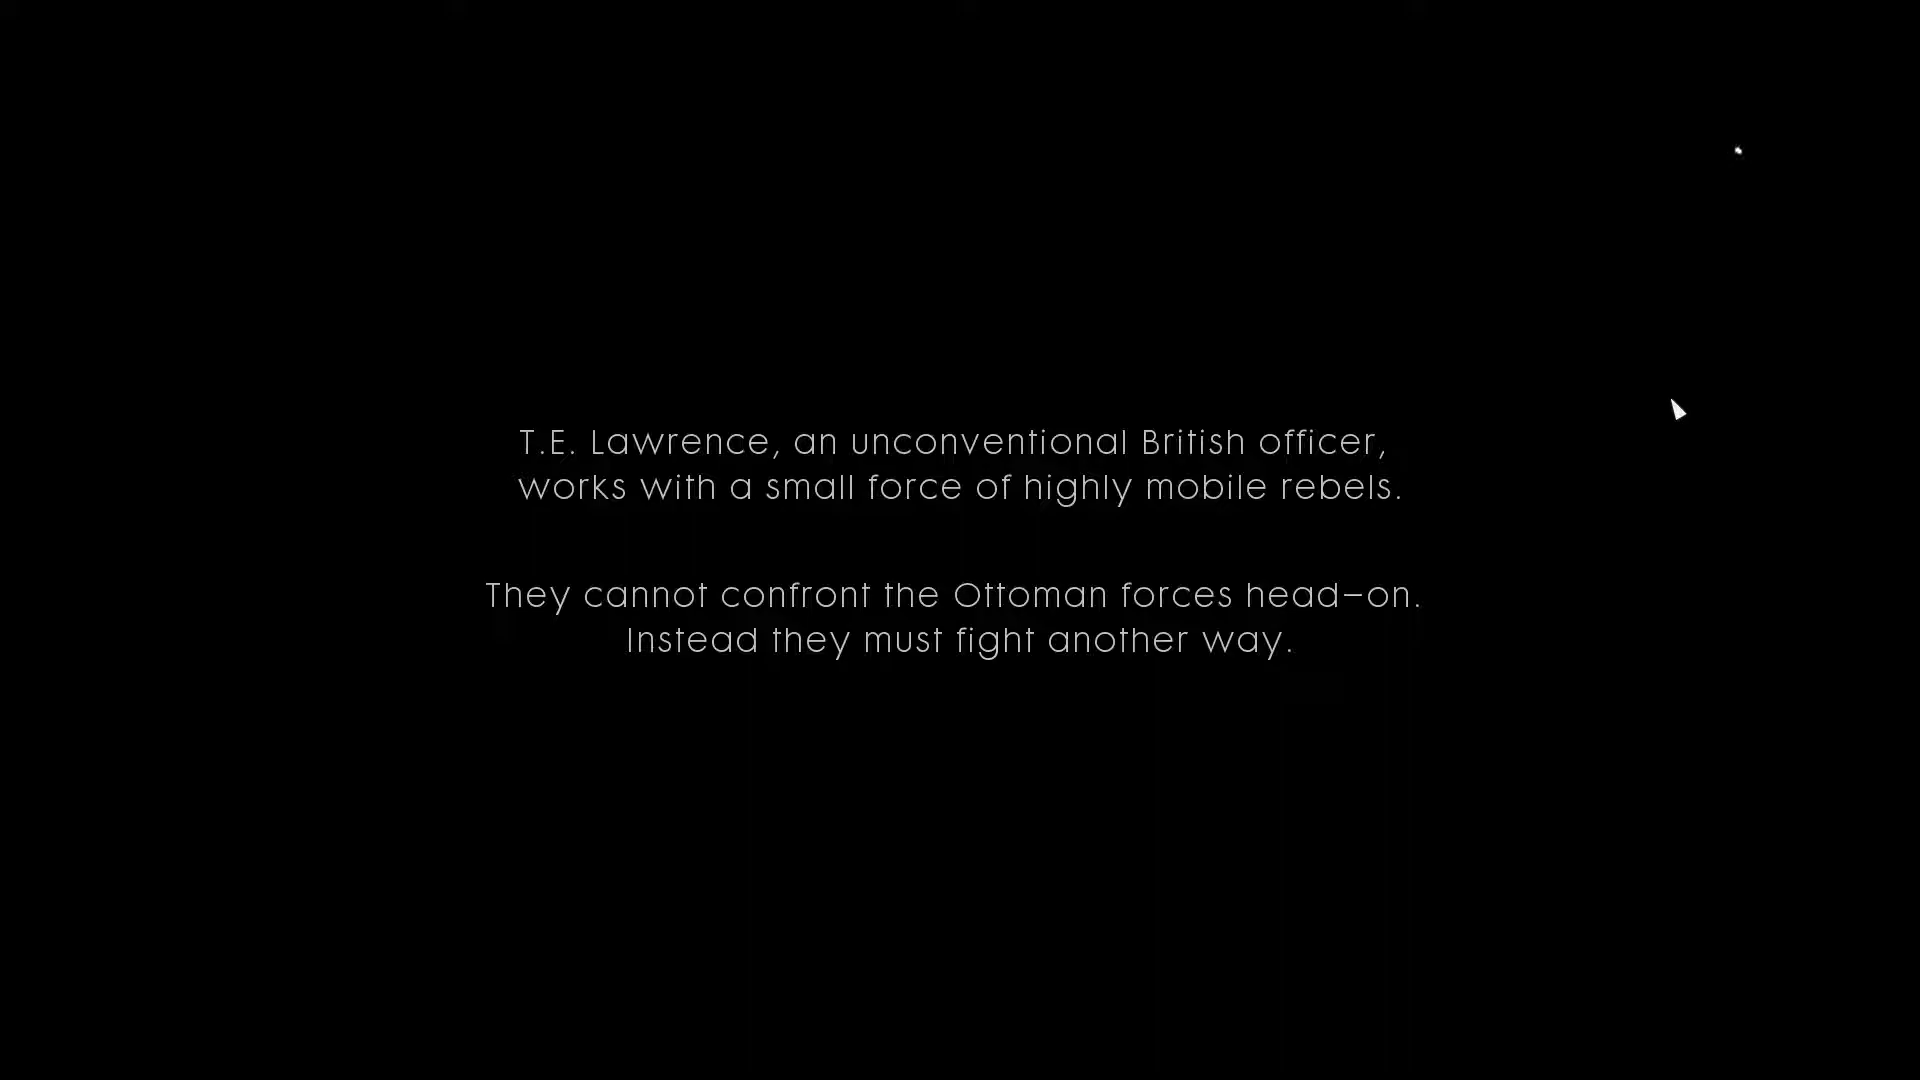 T.E. Lawrence, an unconventional British officer,
works with a small force of highly mobile rebels.
They cannot confront the Ottoman forces head-on.
Instead they must fight another way.